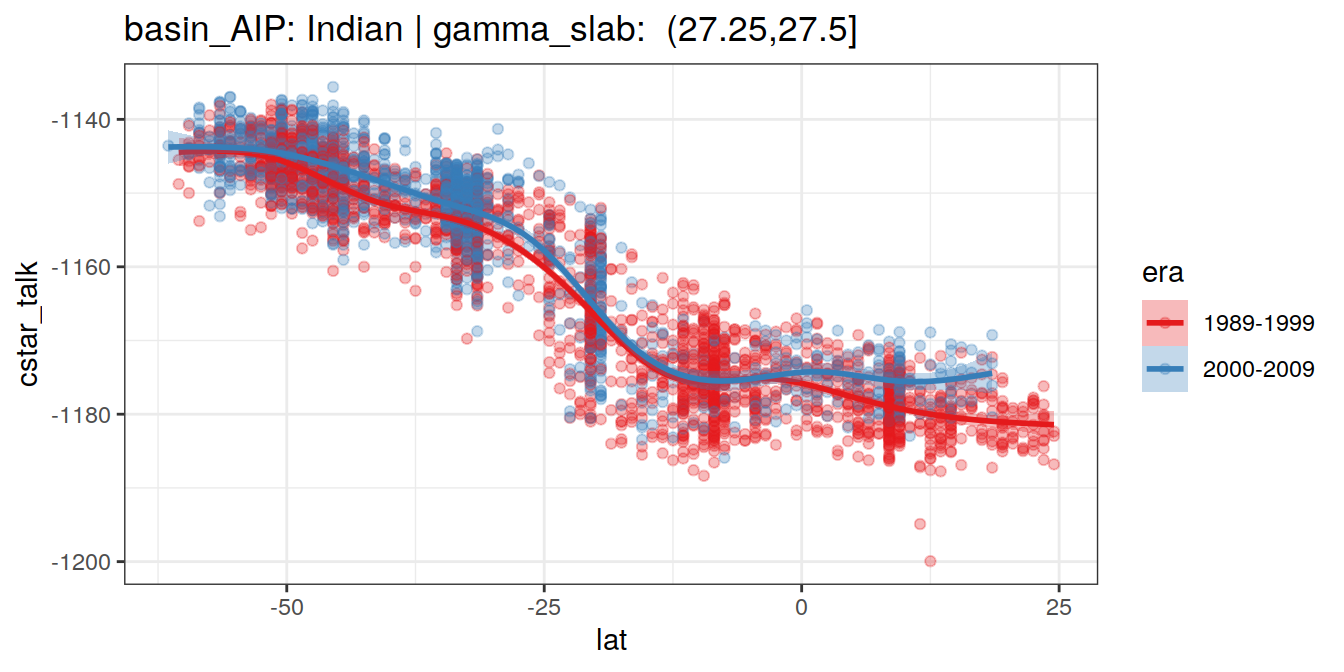 basin_AIP: Indian | gamma_slab:  (27.25,27.5]
cstar_talk
-1140
-1160
-1180
-1200
-50
-25
0
25
lat
era
1989-1999
2000-2009